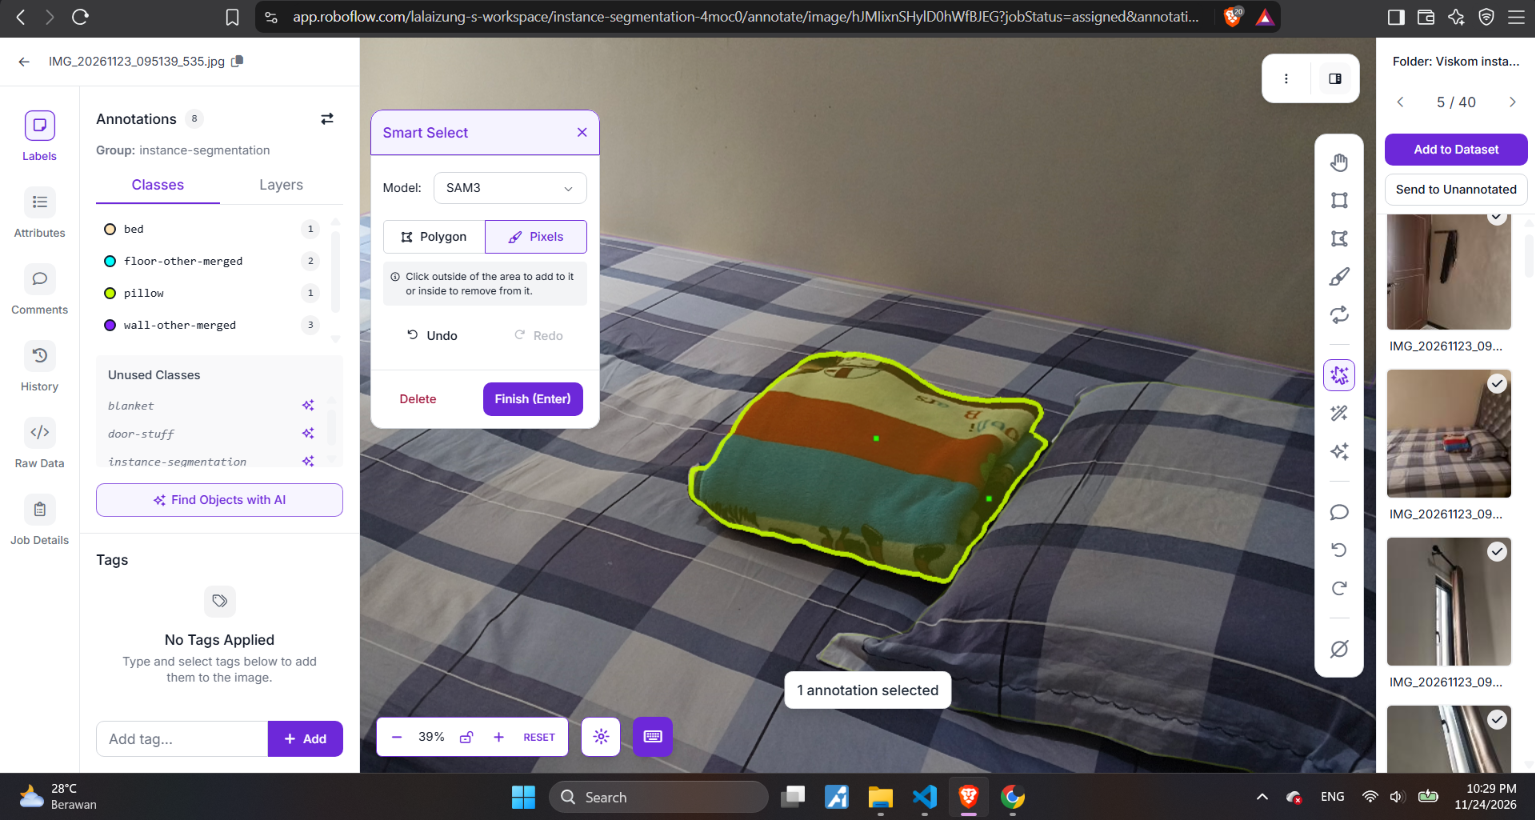 app.roboflow.com/lalaizung-s-workspace/instance-segmentation-4moc0/annotate/image/hJMIixnSHylD0hWfBJEG?jobStatus=assigned&annotati...
20
IMG_20261123_095139_535.jpg
Labels
Attributes
Comments
History
Raw Data
Job Details
Annotations 8
Group: instance-segmentation
Classes Layers
bed 1
floor-other-merged 2
pillow 1
wall-other-merged 3
Unused Classes
blanket
door-stuff
instance-segmentation
Find Objects with AI
Tags
No Tags Applied
Type and select tags below to add
them to the image.
Add tag...
+ Add
Smart Select
Model: SAM3
Polygon Pixels
Click outside of the area to add to it
or inside to remove from it.
Undo Redo
Delete Finish (Enter)
1 annotation selected
39% RESET
Folder: Viskom insta...
5 / 40
Add to Dataset
Send to Unannotated
IMG_20261123_09...
IMG_20261123_09...
IMG_20261123_09...
28°C
Berawan
Search
ENG
10:29 PM
11/24/2026